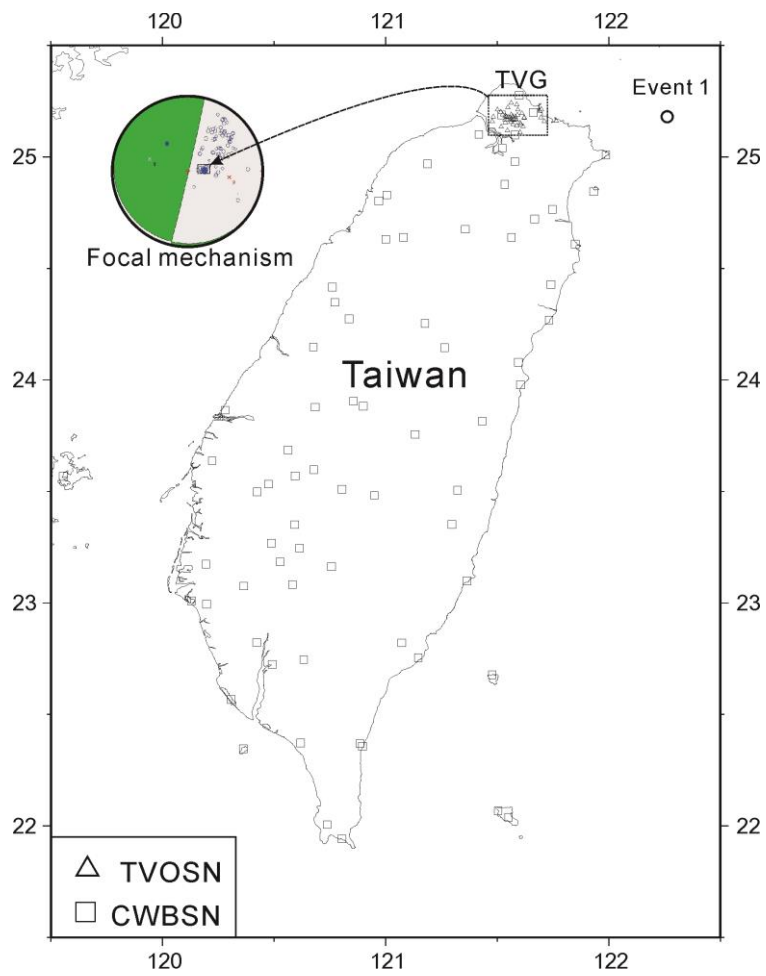 120 121 122
TVG
Event 1
25 25
Focal mechanism
24 24
Taiwan
23 23
22 22
TVOSN
CWBSN
120 121 122